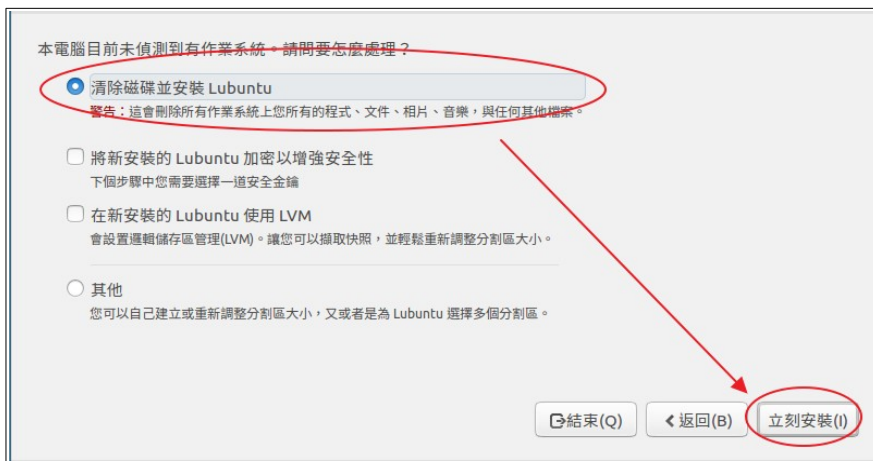 本電腦目前未偵測到有作業系統。請問要怎麼處理？
清除磁碟並安裝 Lubuntu
警告：這會刪除所有作業系統上您所有的程式、文件、相片、音樂，與任何其他檔案。
將新安裝的 Lubuntu 加密以增強安全性
下個步驟中您需要選擇一道安全金鑰
在新安裝的 Lubuntu 使用 LVM
會設置邏輯儲存區管理(LVM)。讓您可以擷取快照，並輕鬆重新調整分割區大小。
其他
您可以自己建立或重新調整分割區大小，又或者是為 Lubuntu 選擇多個分割區。
結束(Q) 返回(B) 立刻安裝(I)